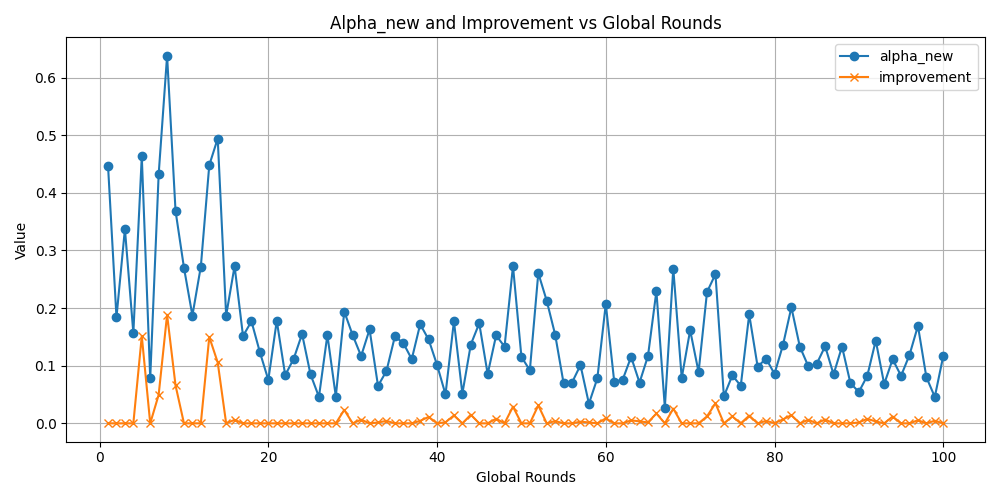 Alpha_new and Improvement vs Global Rounds
alpha_new
improvement
Value
0.6
0.5
0.4
0.3
0.2
0.1
0.0
0 20 40 60 80 100
Global Rounds